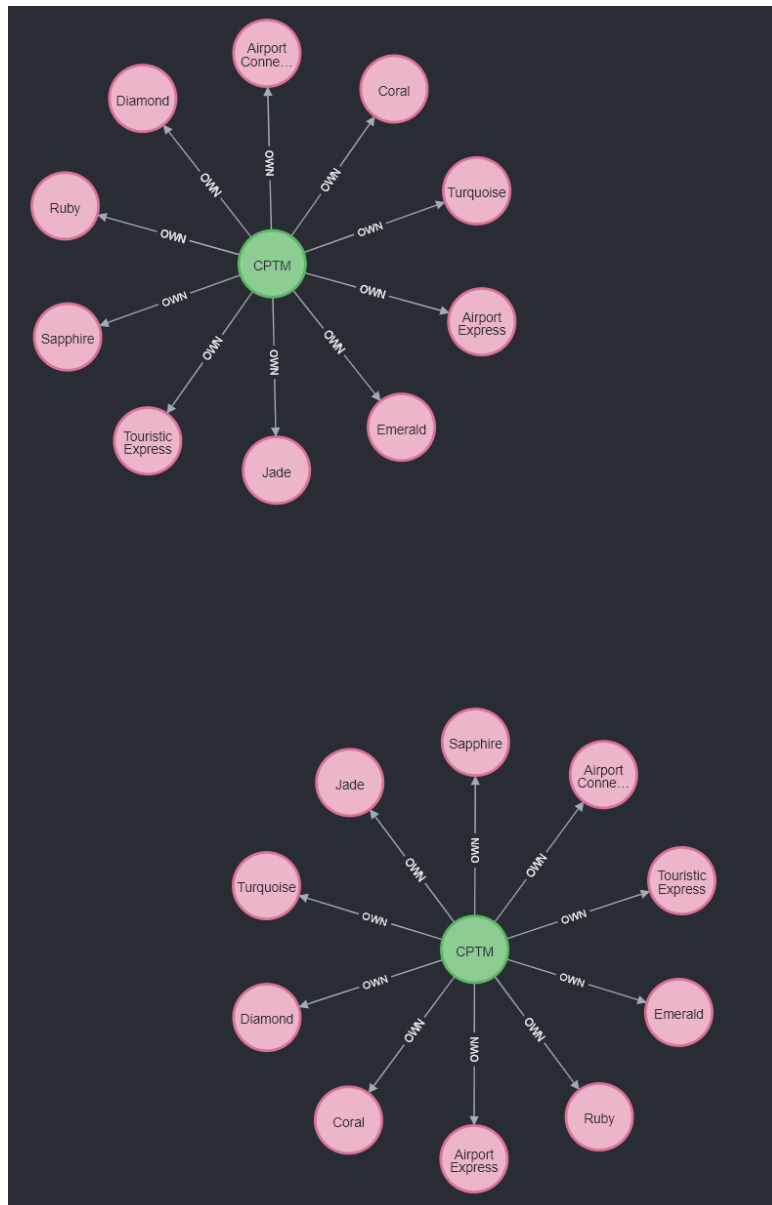 Airport
Conne...
Diamond
Coral
OWN
OWN
OWN
Ruby
Turquoise
OWN
OWN
CPTM
OWN
OWN
Airport
Express
Sapphire
OWN
OWN
OWN
Touristic
Express
Emerald
Jade
Sapphire
Jade
Airport
Conne...
OWN
OWN
OWN
Turquoise
Touristic
Express
OWN
OWN
CPTM
OWN
OWN
Diamond
Emerald
OWN
OWN
OWN
Coral
Ruby
Airport
Express